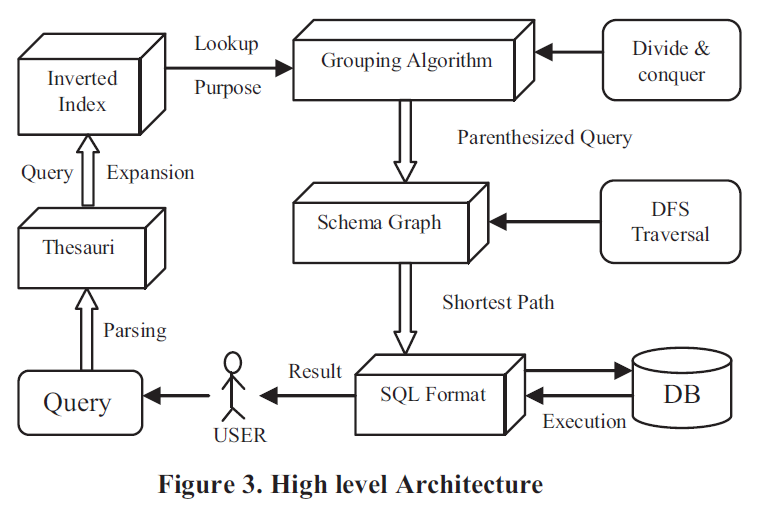 Lookup
Purpose
Inverted
Index
Grouping Algorithm
Divide &
conquer
Query Expansion
Parenthesized Query
Thesauri
Schema Graph
DFS
Traversal
Parsing
Shortest Path
Query
USER
Result
SQL Format
Execution
DB
Figure 3. High level Architecture